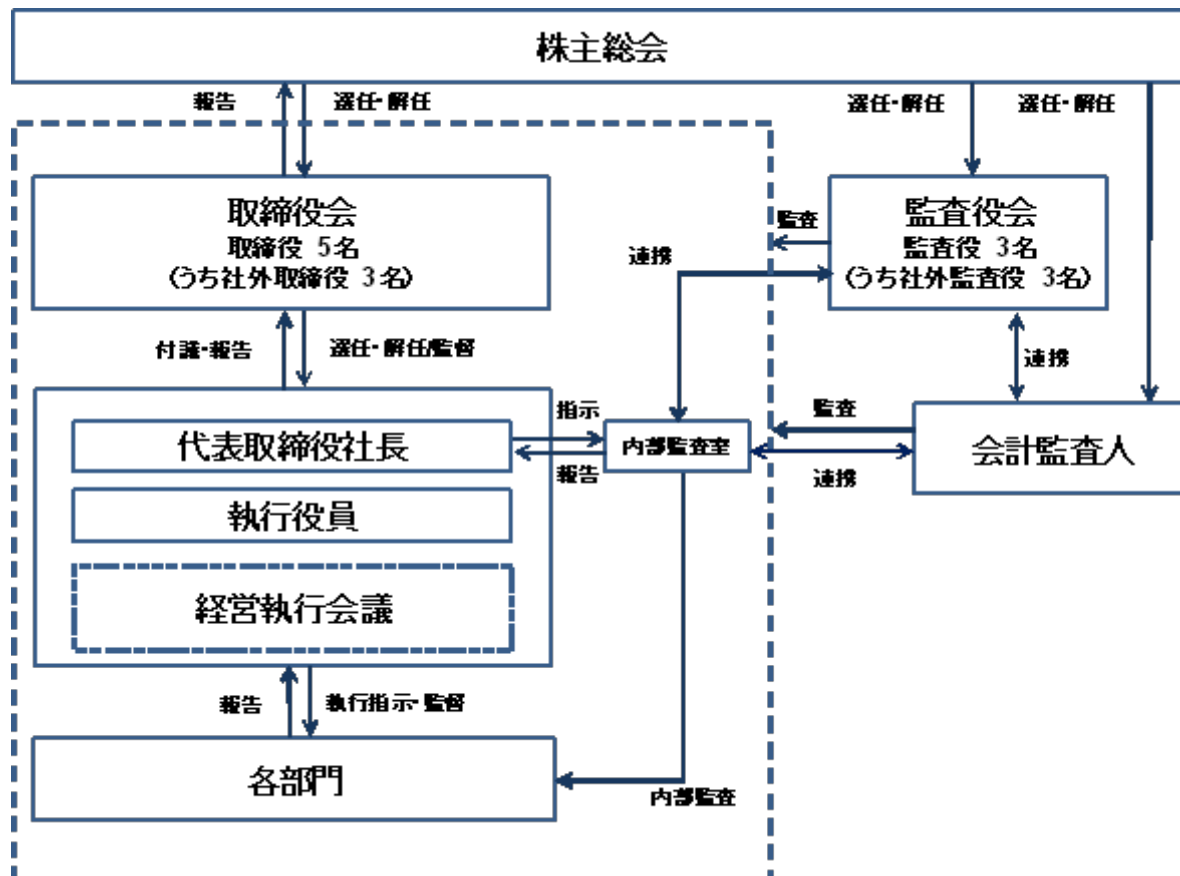 株主総会
報告
選任・解任
選任・解任
選任・解任
取締役会
取締役 5名
(うち社外取締役 3名)
監査役会
監査役 3名
(うち社外監査役 3名)
監査
連携
付議・報告
選任・解任/監督
連携
代表取締役社長
指示
報告
内部監査室
監査
連携
会計監査人
執行役員
経営執行会議
報告
執行指示・監督
各部門
内部監査